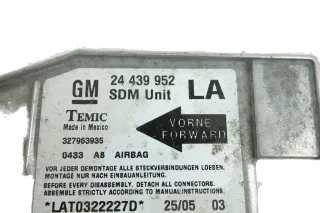 GM 24 439 952 LA
SDM Unit
TEMIC
Made in Mexico
327963935
VORNE
FORWARD
0433 A8 AIRBAG
VOR JEDER DEMONTAGE ALLE STECKVERBINDUNGEN LOESEN,
MONTAGE NUR NACH EINBAUANLEITUNG.
BEFORE EVERY DISASSEMBLY, DETACH ALL CONNECTORS.
ASSEMBLE STRICTLY ACCORDING TO MANUAL INSTRUCTIONS.
*LAT0322227D* 25/05 03